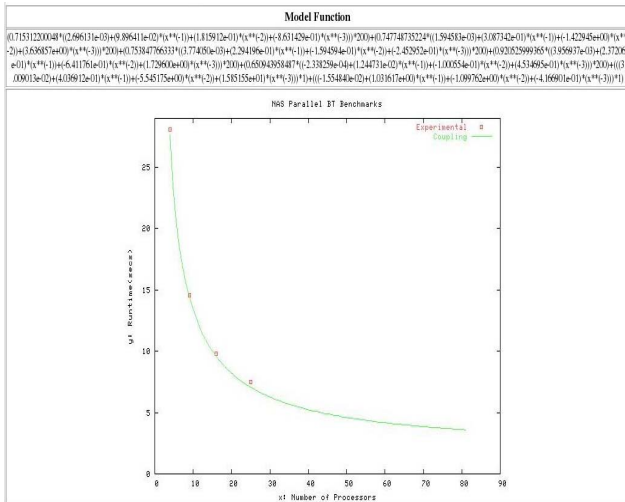 Model Function
(0.715312200048*((2.696131e-03)+(9.896411e-02)*(x**(-1))+(1.815912e-01)*(x**(-2))+(-8.631429e-01)*(x**(-3)))*200)+(0.747748735224*((1.594583e-03)+(3.087342e-01)*(x**(-1))+(-1.422945e+00)*(x**(
-2))+(3.636857e+00)*(x**(-3)))*200)+(0.753847766333*((3.774050e-03)+(2.294196e-01)*(x**(-1))+(-1.594594e-01)*(x**(-2))+(-2.452952e-01)*(x**(-3)))*200)+(0.920525999365*((3.956937e-03)+(2.37206
e-01)*(x**(-1))+(-6.411761e-01)*(x**(-2))+(1.729600e+00)*(x**(-3)))*200)+(0.650943958487*((-2.338259e-04)+(1.244731e-02)*(x**(-1))+(-1.000554e-01)*(x**(-2))+(4.534695e-01)*(x**(-3)))*200)+(((3
.009013e-02)+(4.036912e-01)*(x**(-1))+(-5.545175e+00)*(x**(-2))+(1.585155e+01)*(x**(-3)))*1)+(((-1.554840e-02)+(1.031617e+00)*(x**(-1))+(-1.099762e+00)*(x**(-2))+(-4.166901e-01)*(x**(-3)))*1)
NAS Parallel BT Benchmarks
Experimental
Coupling
25
20
15
10
5
0
y: Runtime(secs)
0 10 20 30 40 50 60 70 80 90
x: Number of Processors